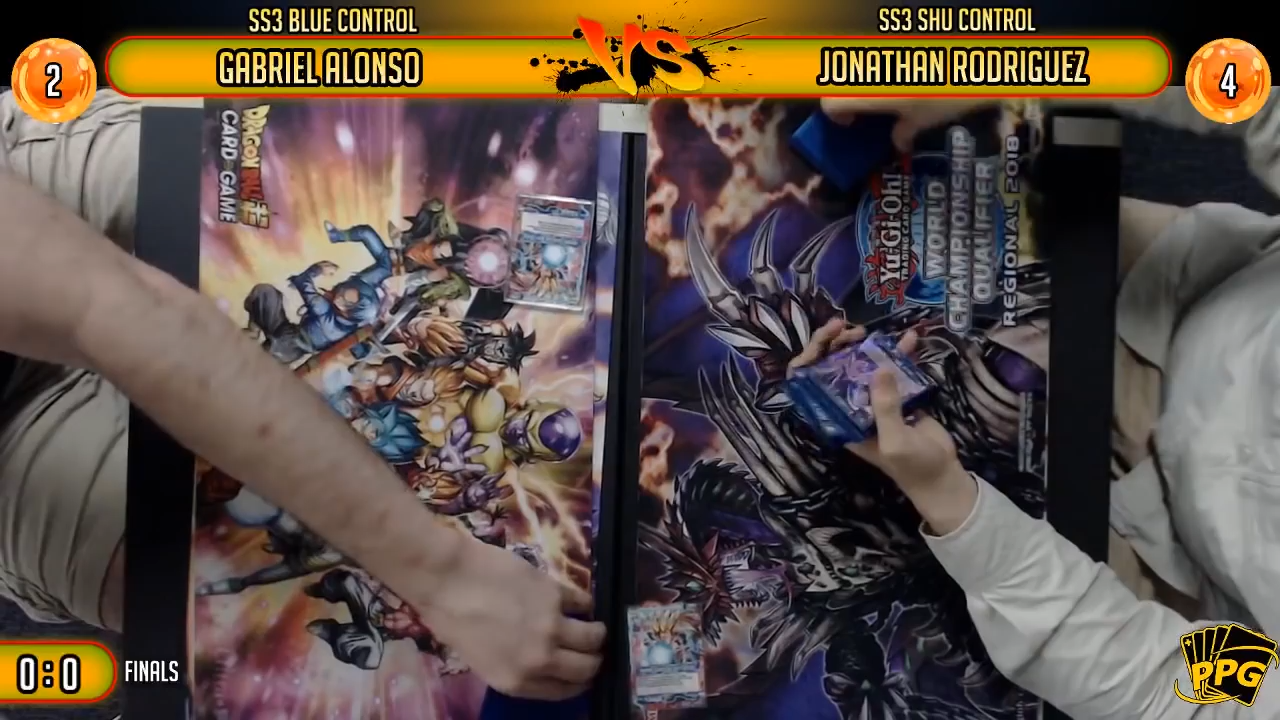 SS3 BLUE CONTROL
GABRIEL ALONSO
2
VS
SS3 SHU CONTROL
JONATHAN RODRIGUEZ
4
DRAGON BALL
CARD GAME
Yu-Gi-Oh!
TRADING CARD GAME
WORLD
CHAMPIONSHIP
QUALIFIER
REGIONAL 2018
0:0
FINALS
PPG